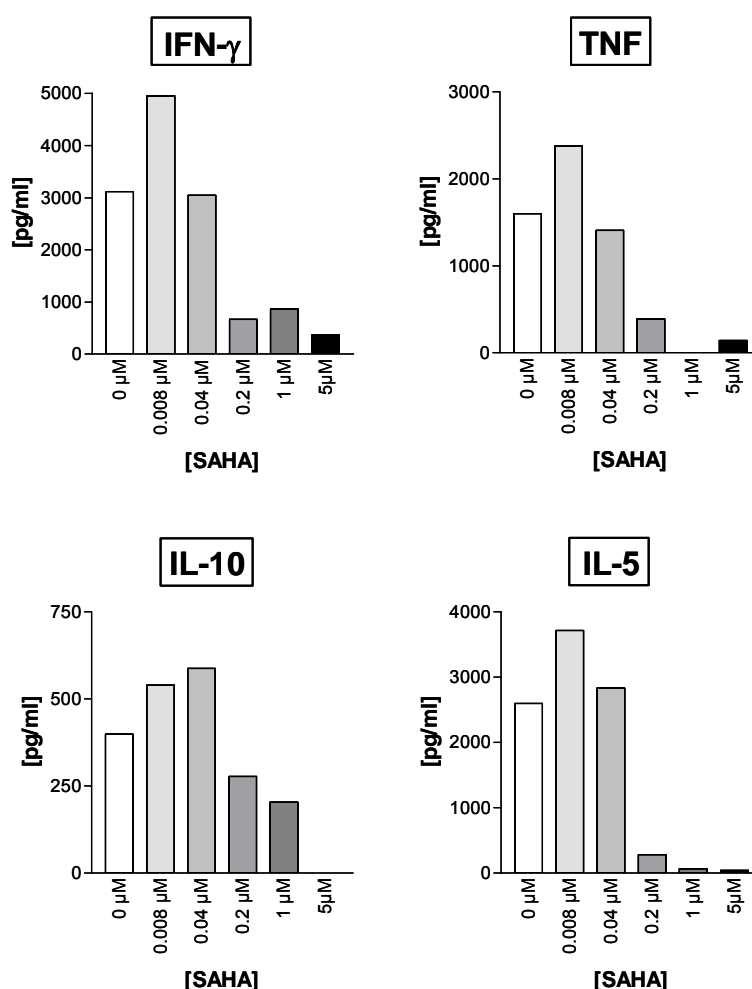 IFN-γ
5000
4000
3000
2000
1000
0
[pg/ml]
0 µM
0.008 µM
0.04 µM
0.2 µM
1 µM
5µM
[SAHA]
TNF
3000
2000
1000
0
[pg/ml]
0 µM
0.008 µM
0.04 µM
0.2 µM
1 µM
5µM
[SAHA]
IL-10
750
500
250
0
[pg/ml]
0 µM
0.008 µM
0.04 µM
0.2 µM
1 µM
5µM
[SAHA]
IL-5
4000
3000
2000
1000
0
[pg/ml]
0 µM
0.008 µM
0.04 µM
0.2 µM
1 µM
5µM
[SAHA]